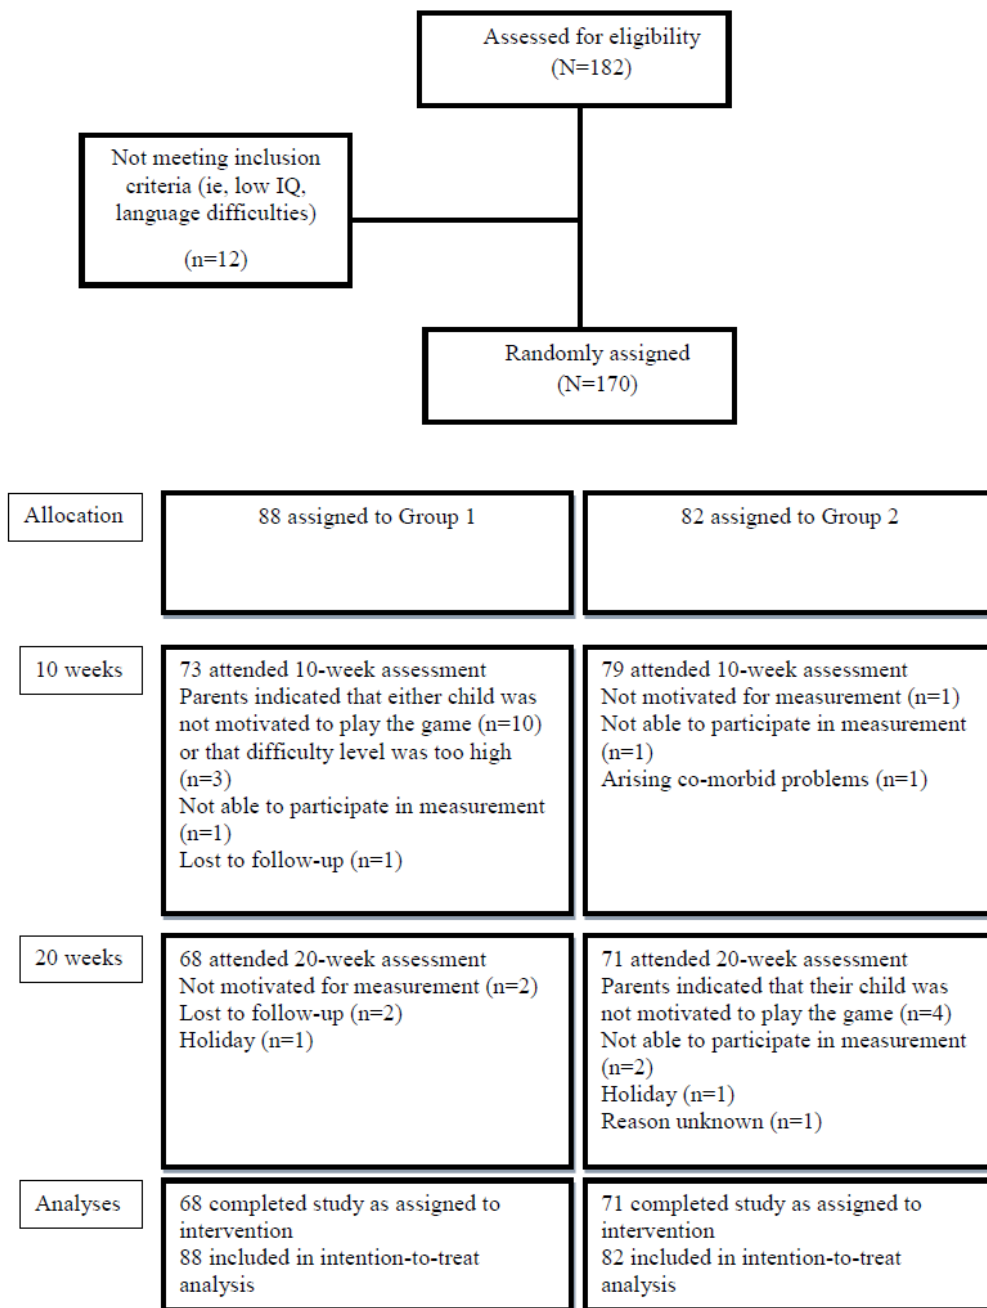 Assessed for eligibility
(N=182)
Not meeting inclusion
criteria (ie, low IQ,
language difficulties)
(n=12)
Randomly assigned
(N=170)
Allocation
88 assigned to Group 1
82 assigned to Group 2
10 weeks
73 attended 10-week assessment
Parents indicated that either child was
not motivated to play the game (n=10)
or that difficulty level was too high
(n=3)
Not able to participate in measurement
(n=1)
Lost to follow-up (n=1)
79 attended 10-week assessment
Not motivated for measurement (n=1)
Not able to participate in measurement
(n=1)
Arising co-morbid problems (n=1)
20 weeks
68 attended 20-week assessment
Not motivated for measurement (n=2)
Lost to follow-up (n=2)
Holiday (n=1)
71 attended 20-week assessment
Parents indicated that their child was
not motivated to play the game (n=4)
Not able to participate in measurement
(n=2)
Holiday (n=1)
Reason unknown (n=1)
Analyses
68 completed study as assigned to
intervention
88 included in intention-to-treat
analysis
71 completed study as assigned to
intervention
82 included in intention-to-treat
analysis